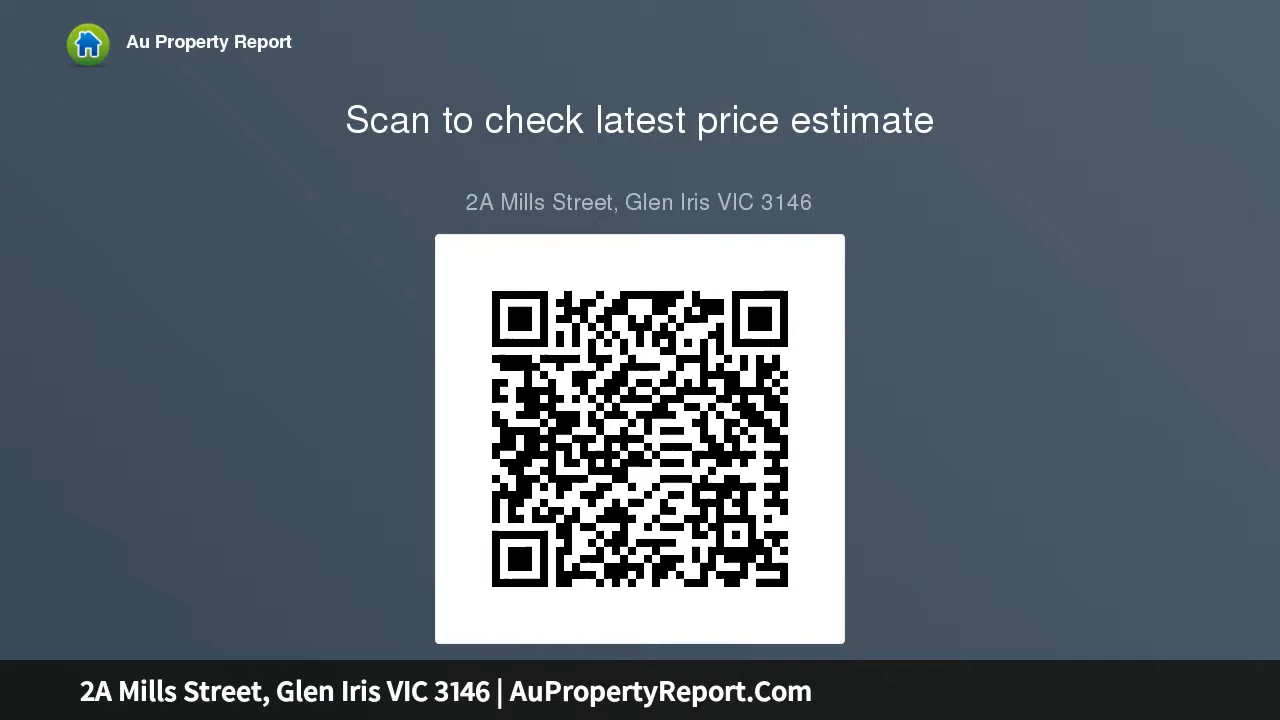 Au Property Report
Scan to check latest price estimate
2A Mills Street, Glen Iris VIC 3146
2A Mills Street, Glen Iris VIC 3146 | AuPropertyReport.Com